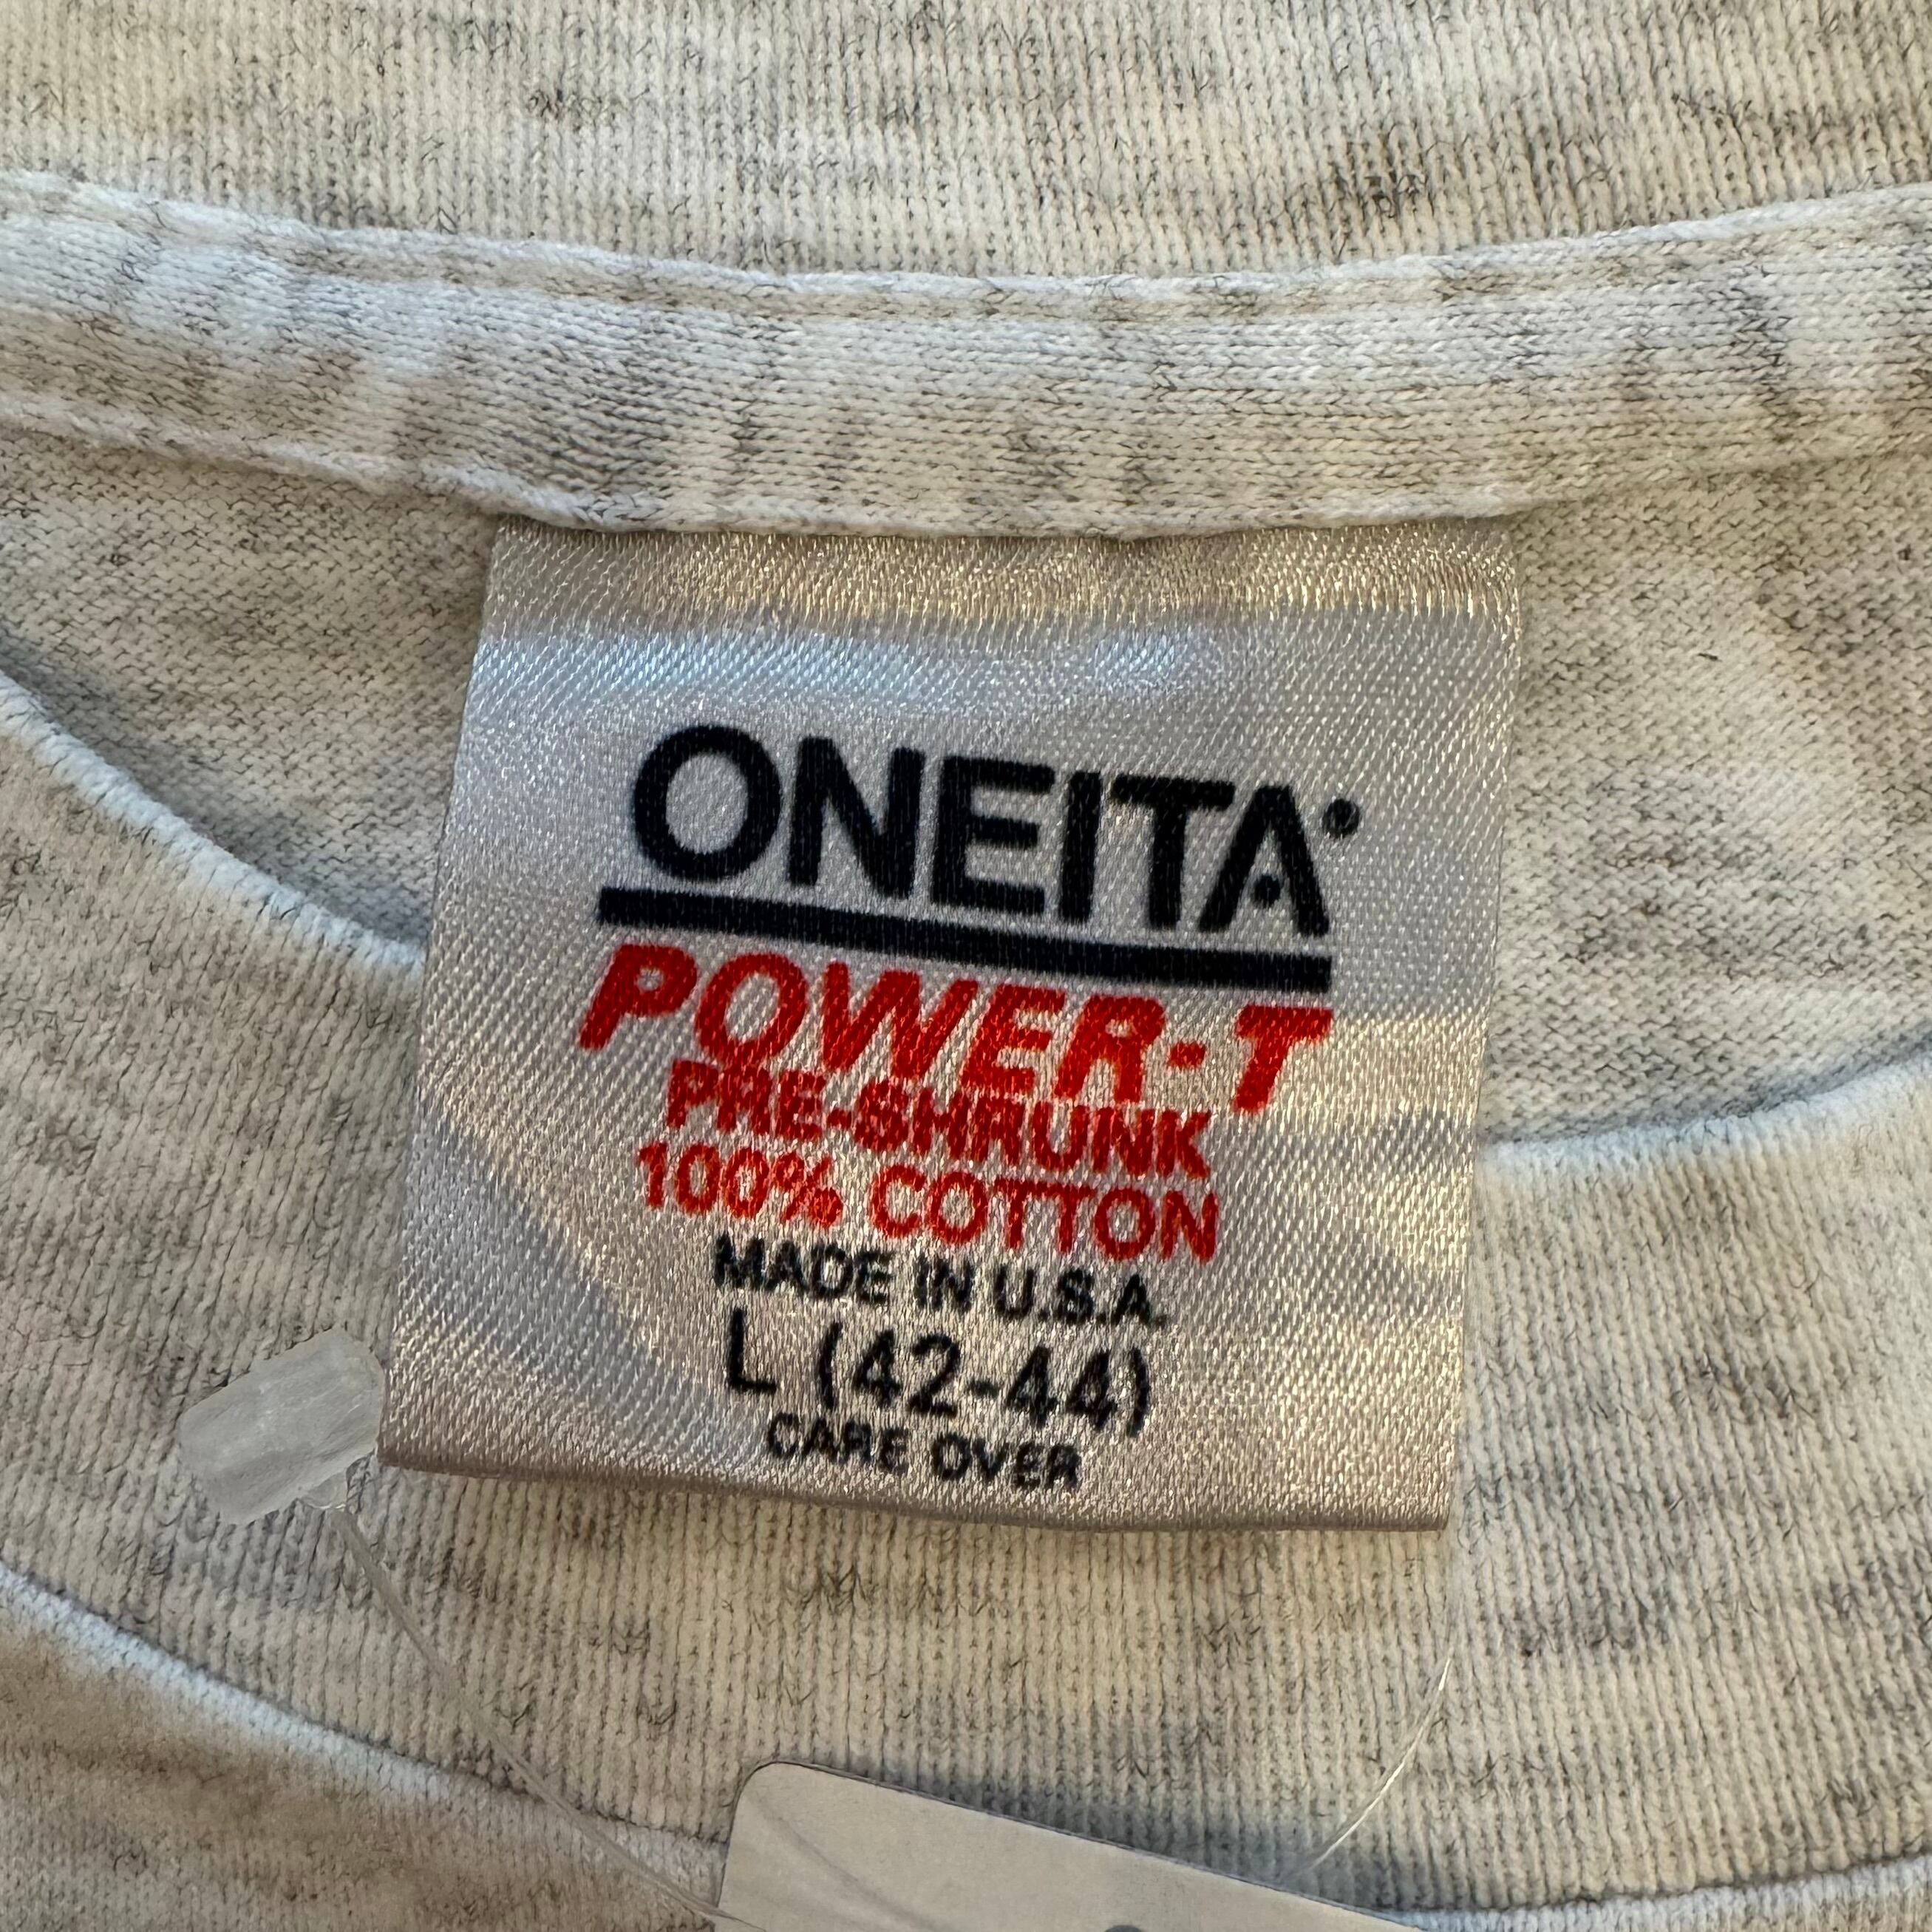 ONEITA
POWER-T
PRE-SHRUNK
100% COTTON
MADE IN U.S.A.
L (42-44)
CARE OVER